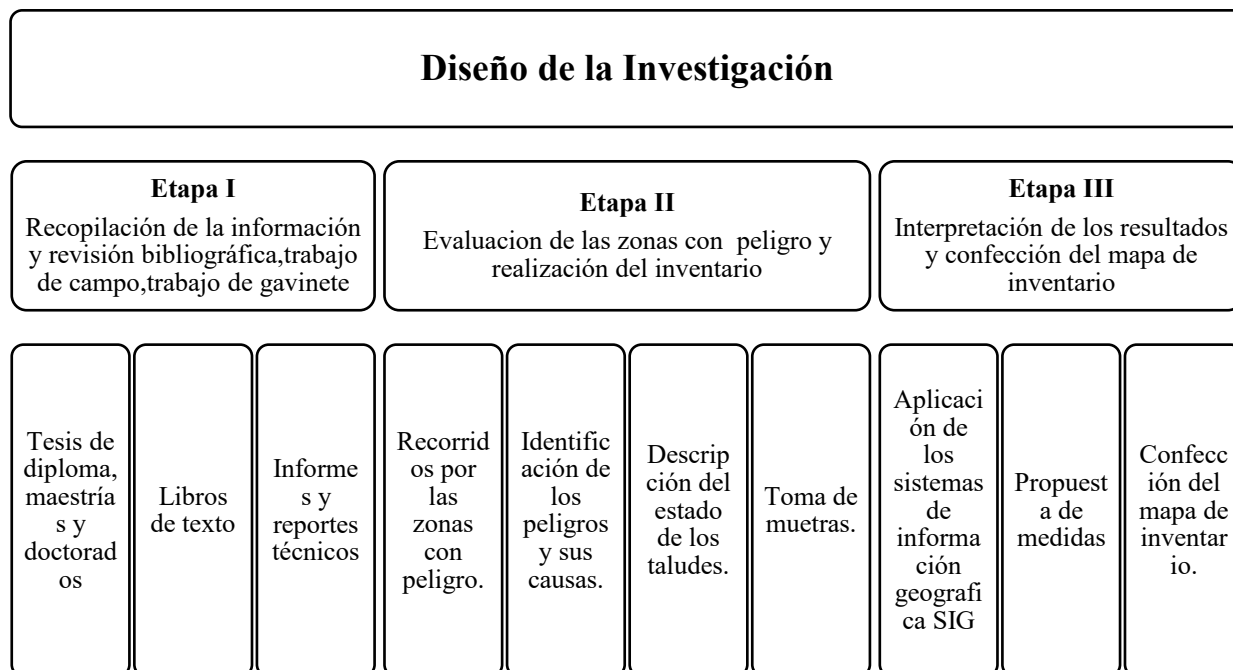 Diseño de la Investigación
Etapa I
Recopilación de la información
y revisión bibliográfica,trabajo
de campo,trabajo de gavinete
Etapa II
Evaluacion de las zonas con peligro y
realización del inventario
Etapa III
Interpretación de los resultados
y confección del mapa de
inventario
Tesis de
diploma,
maestría
s y
doctorad
os
Libros
de texto
Informe
s y
reportes
técnicos
Recorrid
os por
las
zonas
con
peligro.
Identific
ación de
los
peligros
y sus
causas.
Descrip
ción del
estado
de los
taludes.
Toma de
muetras.
Aplicaci
ón de
los
sistemas
de
informa
ción
geografi
ca SIG
Propuest
a de
medidas
Confecc
ión del
mapa de
inventar
io.